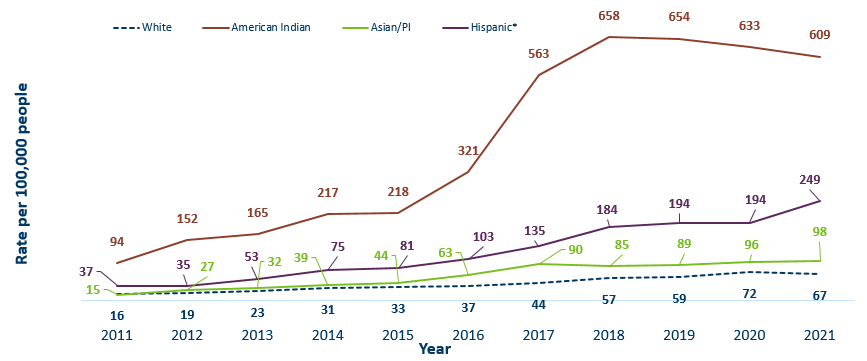 White American Indian Asian/PI Hispanic*
Rate per 100,000 people
94 152 165 217 218 321 563 658 654 633 609
37 35 53 75 81 103 135 184 194 194 249
15 27 32 39 44 63 90 85 89 96 98
16 19 23 31 33 37 44 57 59 72 67
2011 2012 2013 2014 2015 2016 2017 2018 2019 2020 2021
Year